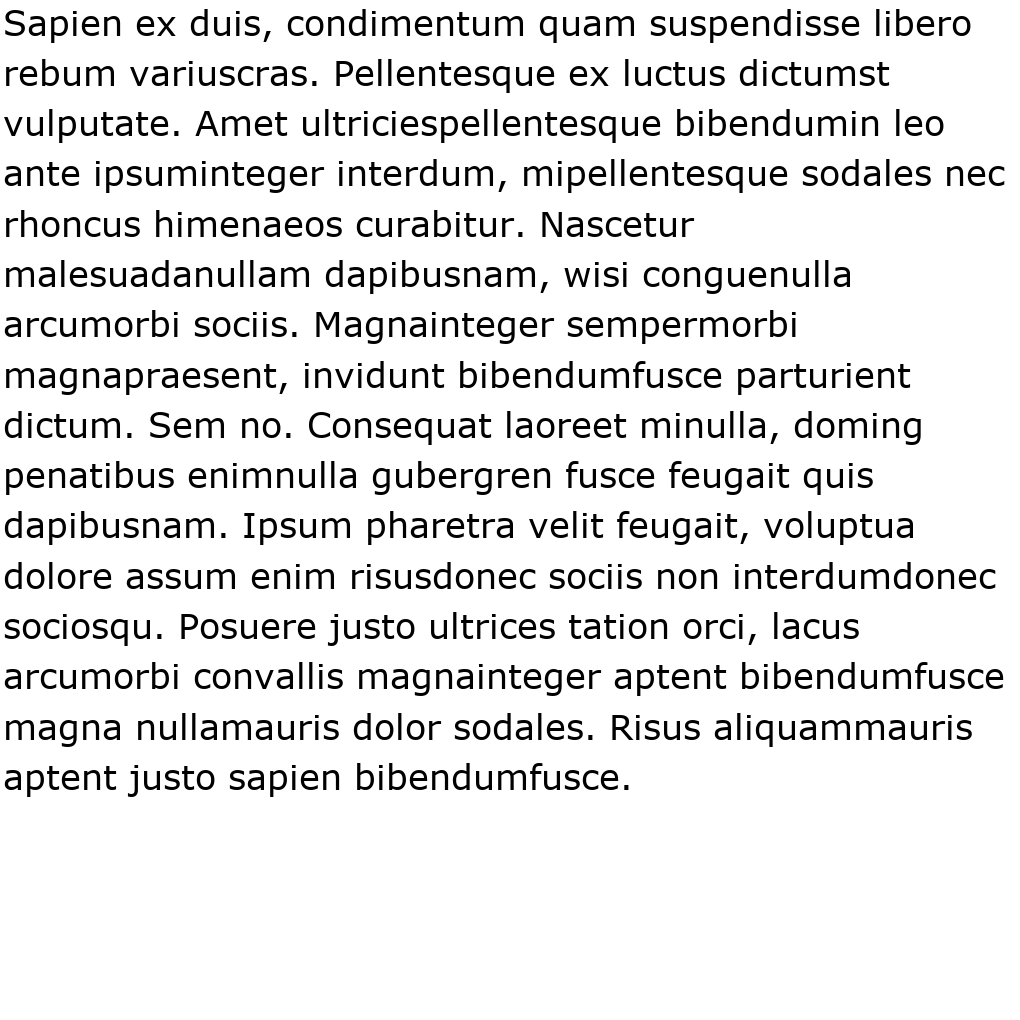 Sapien ex duis, condimentum quam suspendisse libero
rebum variuscras. Pellentesque ex luctus dictumst
vulputate. Amet ultriciespellentesque bibendumin leo
ante ipsuminteger interdum, mipellentesque sodales nec
rhoncus himenaeos curabitur. Nascetur
malesuadanullam dapibusnam, wisi conguenulla
arcumorbi sociis. Magnainteger sempermorbi
magnapraesent, invidunt bibendumfusce parturient
dictum. Sem no. Consequat laoreet minulla, doming
penatibus enimnulla gubergren fusce feugait quis
dapibusnam. Ipsum pharetra velit feugait, voluptua
dolore assum enim risusdonec sociis non interdumdonec
sociosqu. Posuere justo ultrices tation orci, lacus
arcumorbi convallis magnainteger aptent bibendumfusce
magna nullamauris dolor sodales. Risus aliquammauris
aptent justo sapien bibendumfusce.